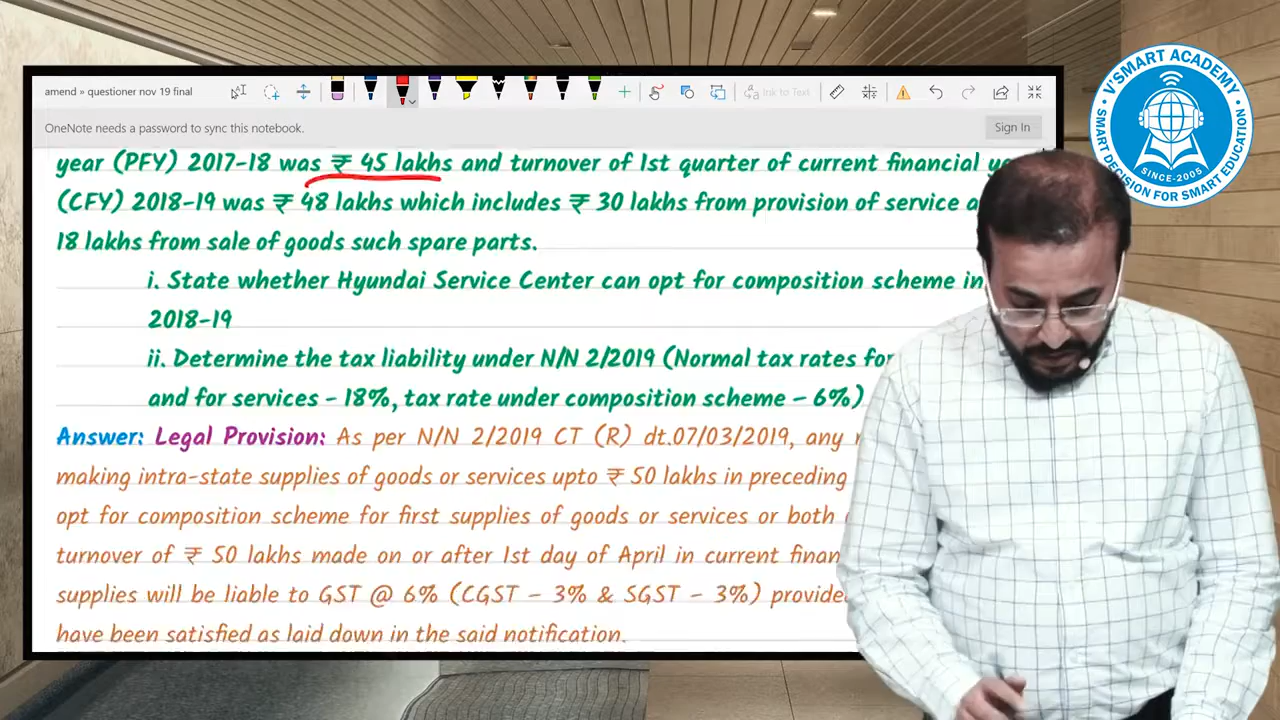 amend » questioner nov 19 final
Ink to Text
OneNote needs a password to sync this notebook.
Sign In
year (PFY) 2017-18 was ₹ 45 lakhs and turnover of 1st quarter of current financial
(CFY) 2018-19 was ₹ 48 lakhs which includes ₹ 30 lakhs from provision of service
18 lakhs from sale of goods such spare parts.
i. State whether Hyundai Service Center can opt for composition scheme in
2018-19
ii. Determine the tax liability under N/N 2/2019 (Normal tax rates for
and for services - 18%, tax rate under composition scheme – 6%)
Answer: Legal Provision: As per N/N 2/2019 CT (R) dt.07/03/2019, any
making intra-state supplies of goods or services upto ₹ 50 lakhs in preceding
opt for composition scheme for first supplies of goods or services or both
turnover of ₹ 50 lakhs made on or after 1st day of April in current
supplies will be liable to GST @ 6% (CGST – 3% & SGST – 3%)
have been satisfied as laid down in the said notification.
V'SMART ACADEMY
SINCE-2005
SMART DECISION FOR SMART EDUCATION